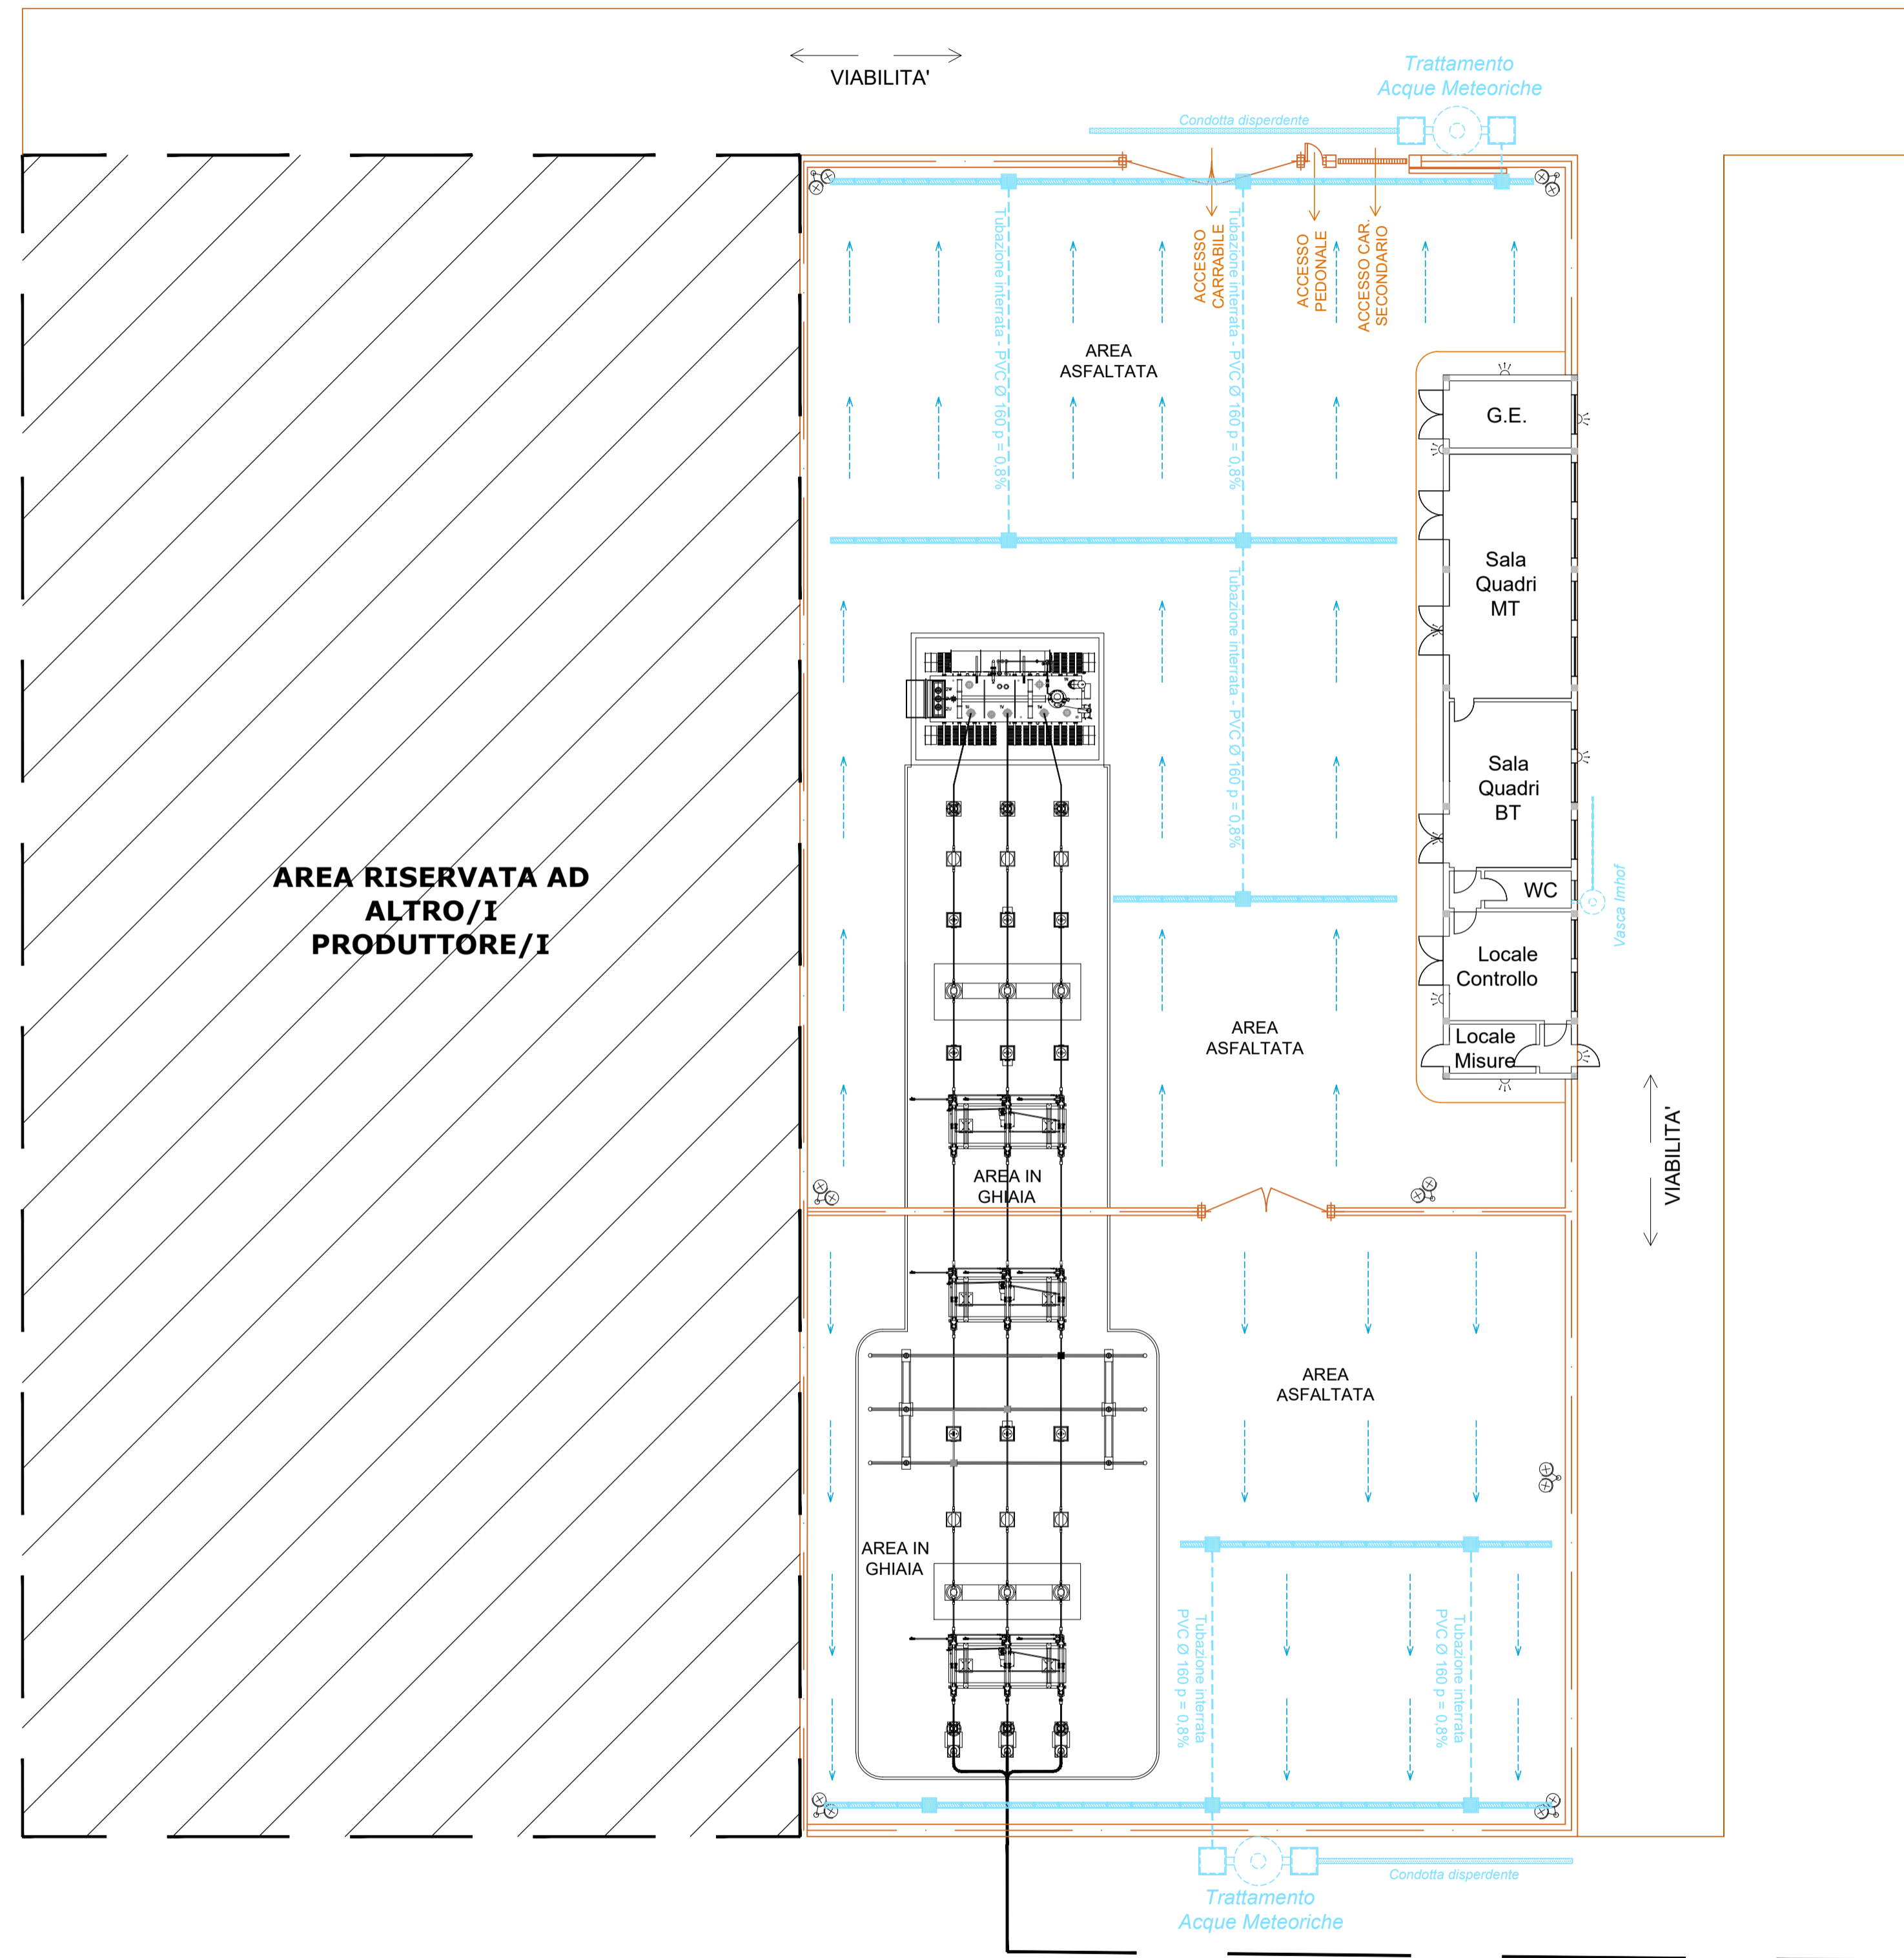 VIABILITA'
Trattamento
Acque Meteoriche
Condotta disperdente
ACCESSO
CARRABILE
ACCESSO
PEDONALE
ACCESSO CAR.
SECONDARIO
Tubazione interrata - PVC Ø 160 p = 0,8%
Tubazione interrata - PVC Ø 160 p = 0,8%
AREA
ASFALTATA
G.E.
Sala
Quadri
MT
Tubazione interrata - PVC Ø 160 p = 0,8%
Sala
Quadri
BT
AREA RISERVATA AD
ALTRO/I
PRODUTTORE/I
WC
Vasca Imhof
Locale
Controllo
AREA
ASFALTATA
Locale
Misure
VIABILITA'
AREA IN
GHIAIA
AREA
ASFALTATA
AREA IN
GHIAIA
Tubazione interrata
PVC Ø 160 p = 0,8%
Tubazione interrata
PVC Ø 160 p = 0,8%
Condotta disperdente
Trattamento
Acque Meteoriche